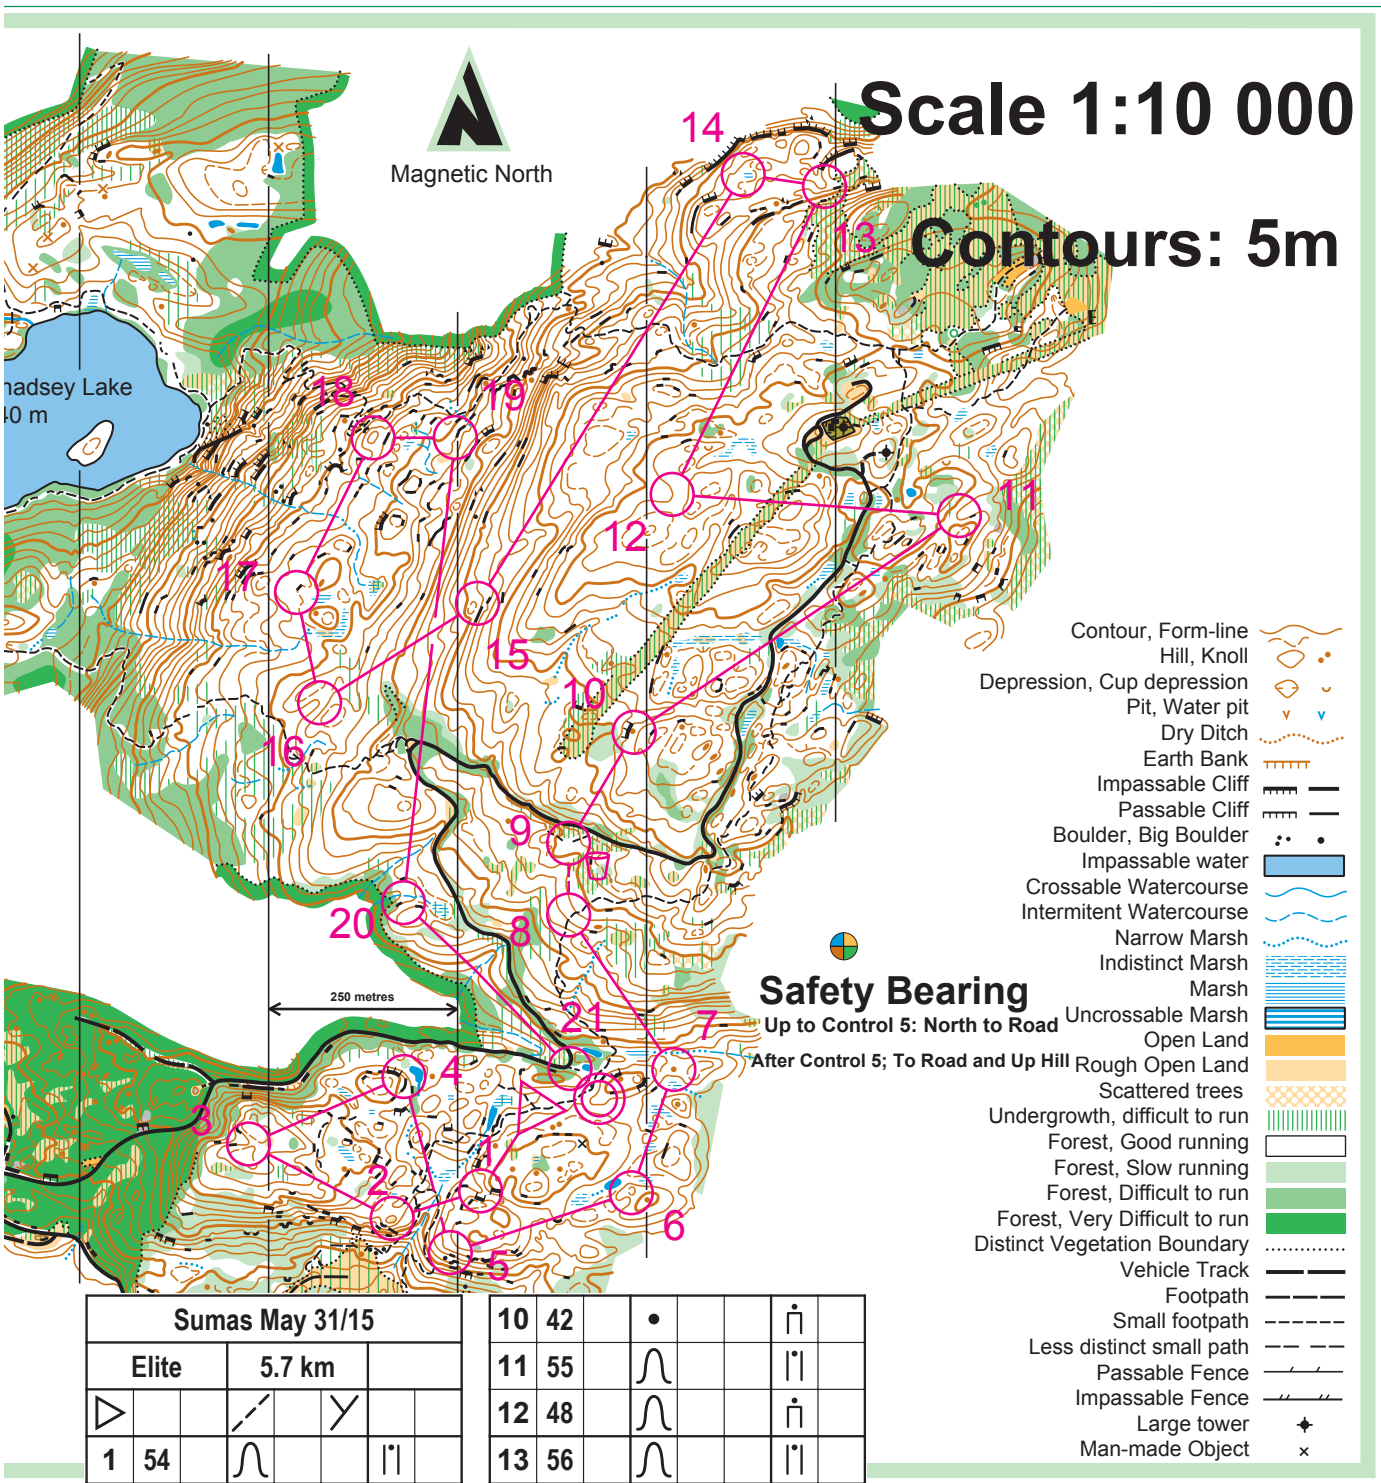 Scale 1:10 000
Magnetic North
Contours: 5m
14
13
18
19
nadsey Lake
40 m
11
12
17
15
10
16
9
20
8
250 metres
21
7
4
3
1
2
6
5
Safety Bearing
Up to Control 5: North to Road
After Control 5; To Road and Up Hill
Contour, Form-line
Hill, Knoll
Depression, Cup depression
Pit, Water pit
Dry Ditch
Earth Bank
Impassable Cliff
Passable Cliff
Boulder, Big Boulder
Impassable water
Crossable Watercourse
Intermitent Watercourse
Narrow Marsh
Indistinct Marsh
Marsh
Uncrossable Marsh
Open Land
Rough Open Land
Scattered trees
Undergrowth, difficult to run
Forest, Good running
Forest, Slow running
Forest, Difficult to run
Forest, Very Difficult to run
Distinct Vegetation Boundary
Vehicle Track
Footpath
Small footpath
Less distinct small path
Passable Fence
Impassable Fence
Large tower
Man-made Object
Sumas May 31/15
Elite 5.7 km
1 54
10 42
11 55
12 48
13 56